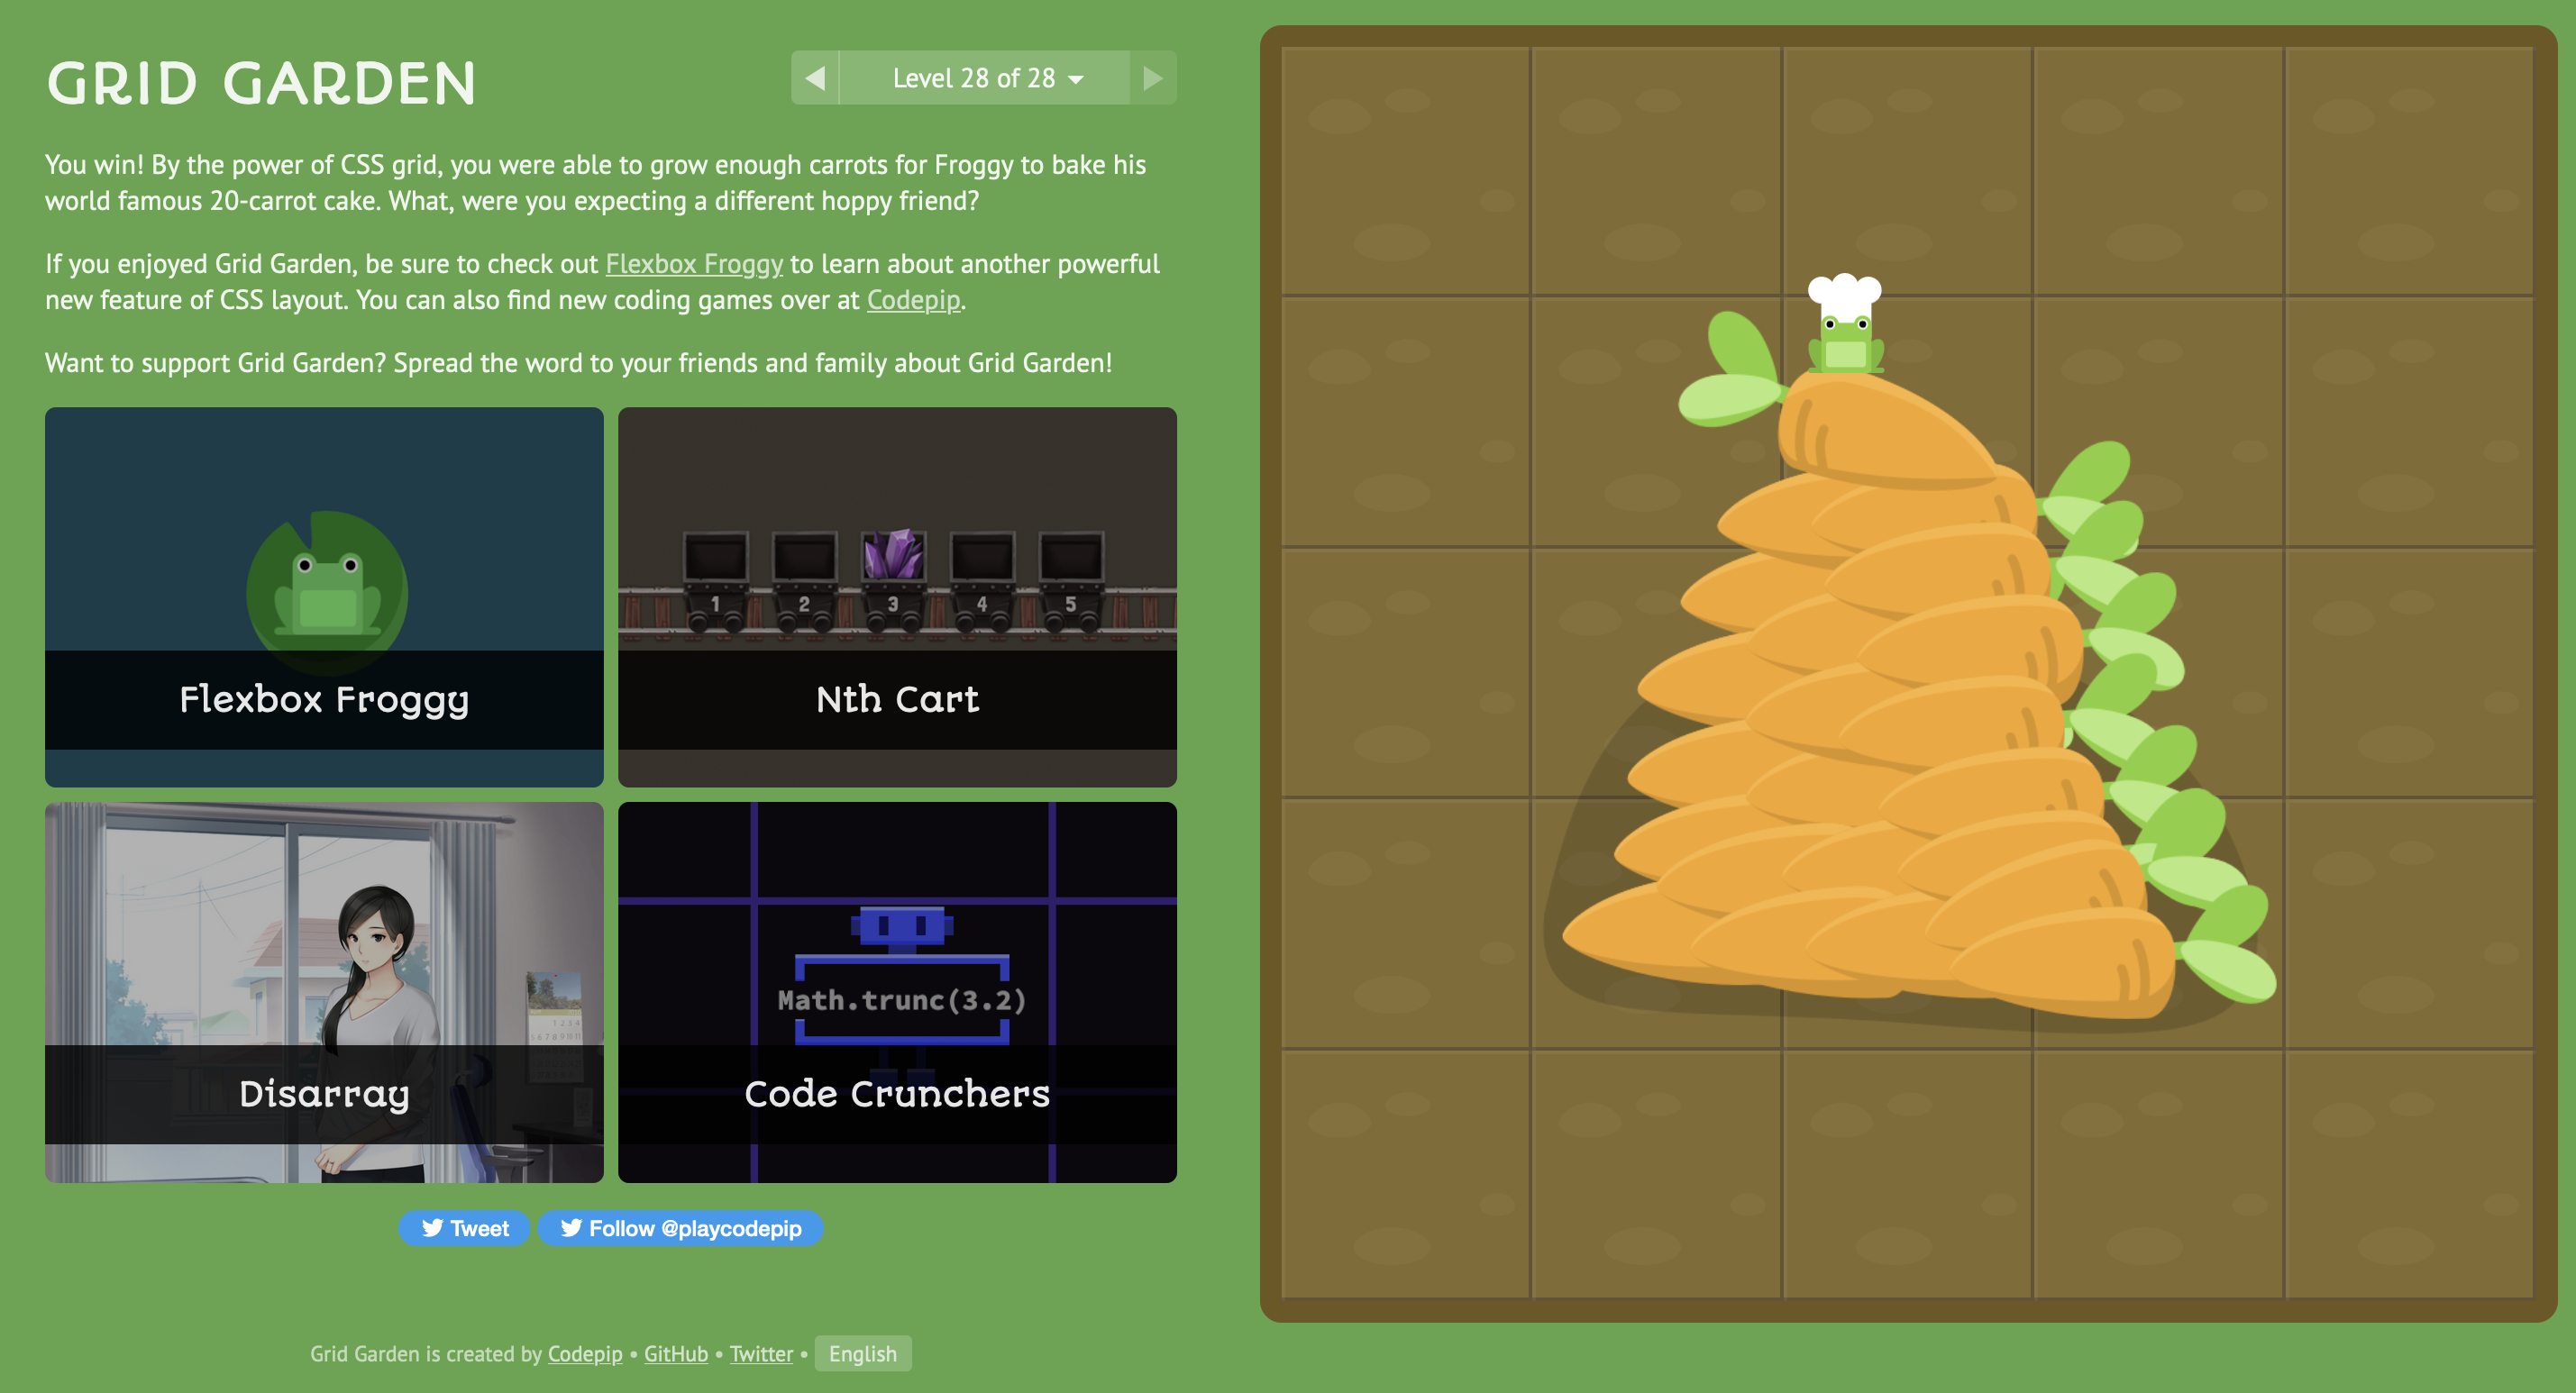 GRID GARDEN
Level 28 of 28
You win! By the power of CSS grid, you were able to grow enough carrots for Froggy to bake his
world famous 20-carrot cake. What, were you expecting a different hoppy friend?
If you enjoyed Grid Garden, be sure to check out Flexbox Froggy to learn about another powerful
new feature of CSS layout. You can also find new coding games over at Codepip.
Want to support Grid Garden? Spread the word to your friends and family about Grid Garden!
1 2 3 4 5
Flexbox Froggy
Nth Cart
Math.trunc(3.2)
Disarray
Code Crunchers
Tweet
Follow @playcodepip
Grid Garden is created by Codepip • GitHub • Twitter • English